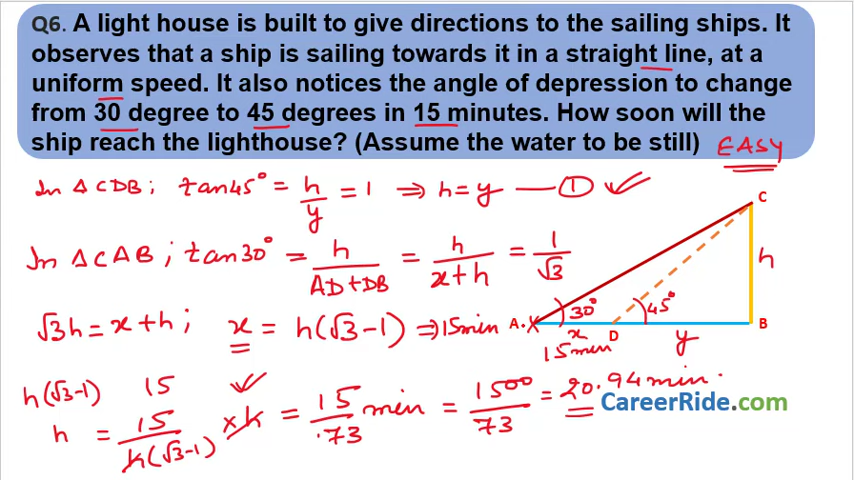 Q6. A light house is built to give directions to the sailing ships. It
observes that a ship is sailing towards it in a straight line, at a
uniform speed. It also notices the angle of depression to change
from 30 degree to 45 degrees in 15 minutes. How soon will the
ship reach the lighthouse? (Assume the water to be still) EASY
In Δ CDB; tan45° = h/y = 1 ⇒ h=y — ①
In Δ CAB; tan30° = h/(AD+DB) = h/(x+h) = 1/√3
√3h = x+h; x = h(√3-1) ⇒ 15min
h(√3-1) 15
h = 15/(h(√3-1)) × h = 15/.73 min = 1500/73 = 20.94 min.
C
h
A. 30° 45° B
x D
15min y
CareerRide.com